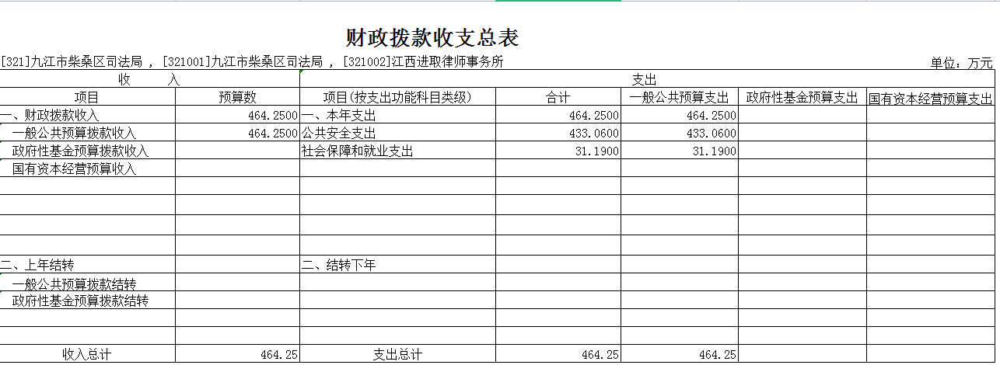 财政拨款收支总表
[321]九江市柴桑区司法局 , [321001]九江市柴桑区司法局 , [321002]江西进取律师事务所 单位：万元
收 入 支出
项目 预算数 项目(按支出功能科目类级) 合计 一般公共预算支出 政府性基金预算支出 国有资本经营预算支出
一、财政拨款收入 464.2500 一、本年支出 464.2500 464.2500
一般公共预算拨款收入 464.2500 公共安全支出 433.0600 433.0600
政府性基金预算拨款收入 社会保障和就业支出 31.1900 31.1900
国有资本经营预算收入
二、上年结转 二、结转下年
一般公共预算拨款结转
政府性基金预算拨款结转
收入总计 464.25 支出总计 464.25 464.25